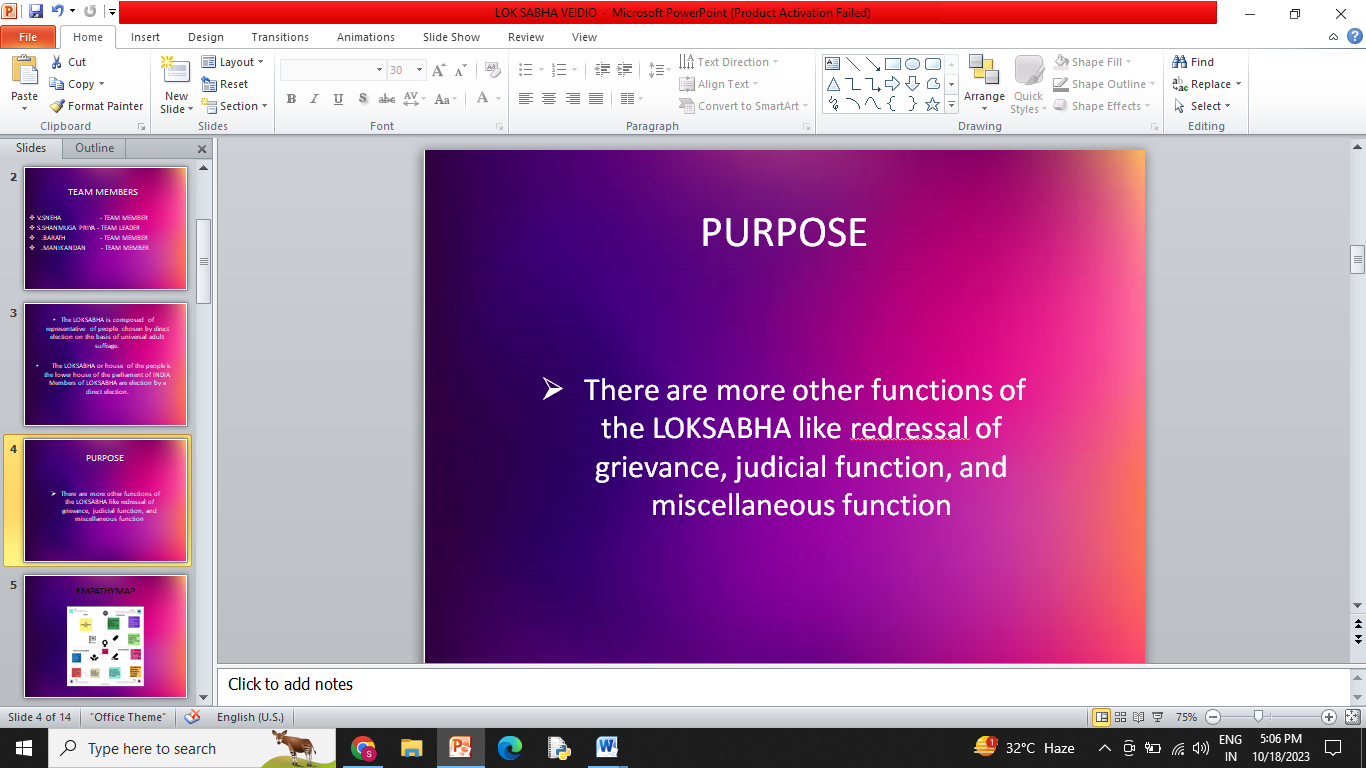 LOK SABHA VEIDIO - Microsoft PowerPoint (Product Activation Failed)
File Home Insert Design Transitions Animations Slide Show Review View
Paste
Cut
Copy
Format Painter
Clipboard
New
Slide
Layout
Reset
Section
Slides
30
B I U S abc AV Aa A
Font
Text Direction
Align Text
Convert to SmartArt
Paragraph
Arrange
Quick
Styles
Shape Fill
Shape Outline
Shape Effects
Drawing
Find
Replace
Select
Editing
Slides Outline
2
TEAM MEMBERS
V.SNEHA - TEAM MEMBER
S.SHANMUGA PRIYA - TEAM LEADER
.BARATH - TEAM MEMBER
.MANIKANDAN - TEAM MEMBER
3
The LOKSABHA is composed of
representative of people chosen by direct
election on the basis of universal adult
suffrage.
The LOKSABHA or house of the people is
the lower house of the parliament of INDIA
Members of LOKSABHA are election by a
direct election.
4
PURPOSE
There are more other functions of
the LOKSABHA like redressal of
grievance, judicial function, and
miscellaneous function
5
EMPATHYMAP
PURPOSE
There are more other functions of
the LOKSABHA like redressal of
grievance, judicial function, and
miscellaneous function
Click to add notes
Slide 4 of 14 "Office Theme" English (U.S.) 75%
Type here to search
1
32°C Haze
ENG
IN
5:06 PM
10/18/2023